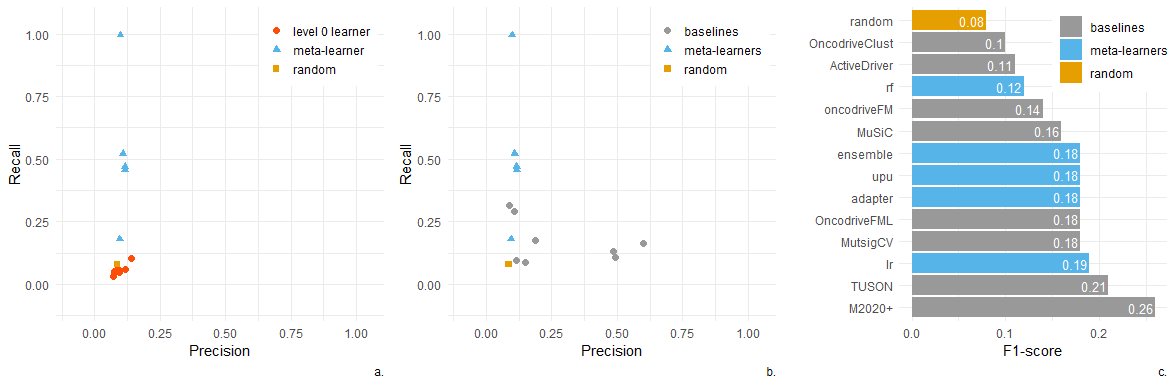 level 0 learner
meta-learner
random
1.00
0.75
0.50
0.25
0.00
Recall
0.00 0.25 0.50 0.75 1.00
Precision
a.
baselines
meta-learners
random
1.00
0.75
0.50
0.25
0.00
Recall
0.00 0.25 0.50 0.75 1.00
Precision
b.
baselines
meta-learners
random
random 0.08
OncodriveClust 0.1
ActiveDriver 0.11
rf 0.12
oncodriveFM 0.14
MuSiC 0.16
ensemble 0.18
upu 0.18
adapter 0.18
OncodriveFML 0.18
MutsigCV 0.18
lr 0.19
TUSON 0.21
M2020+ 0.26
0.0 0.1 0.2
F1-score
c.